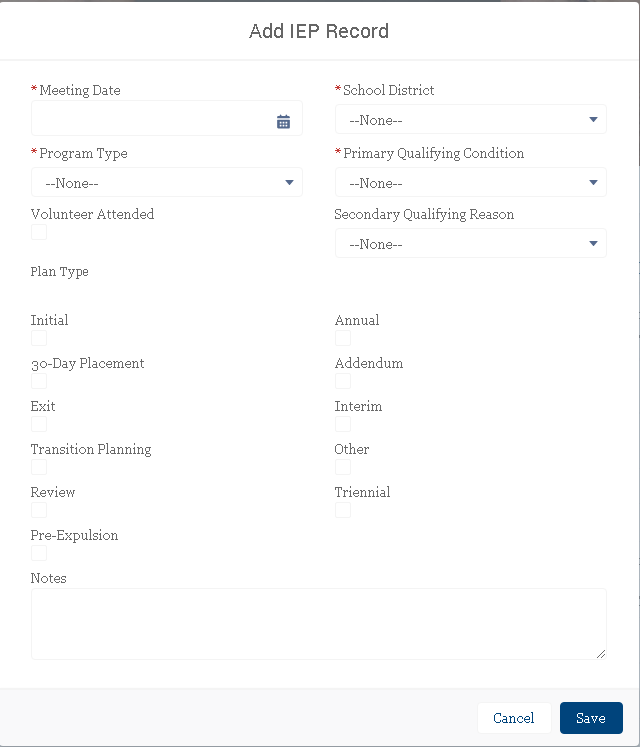 Add IEP Record
*Meeting Date
*School District
--None--
*Program Type
*Primary Qualifying Condition
--None--
--None--
Volunteer Attended
Secondary Qualifying Reason
--None--
Plan Type
Initial
Annual
30-Day Placement
Addendum
Exit
Interim
Transition Planning
Other
Review
Triennial
Pre-Expulsion
Notes
Cancel
Save